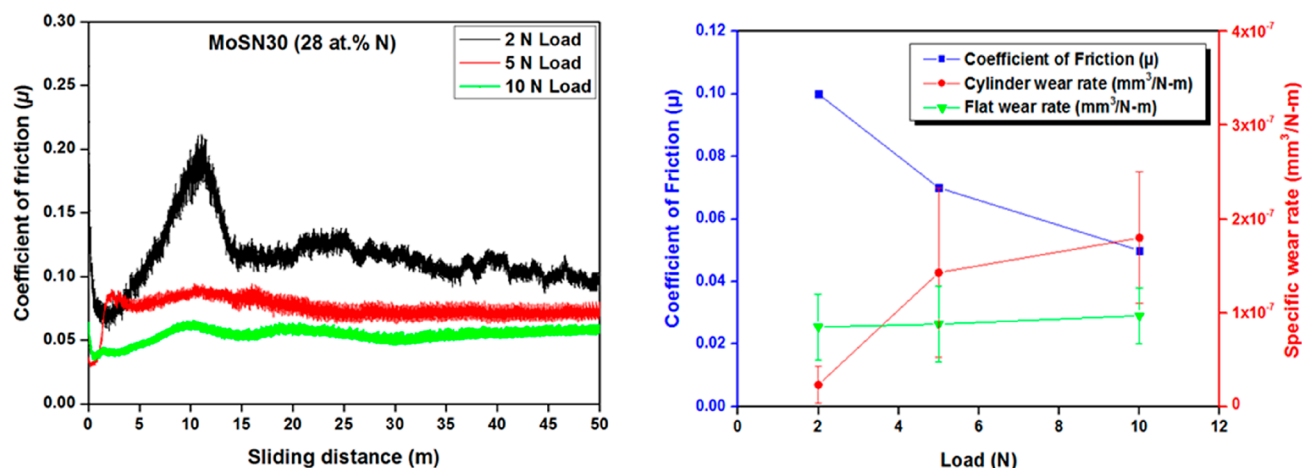 MoSN30 (28 at.% N)
2 N Load
5 N Load
10 N Load
0.30
0.25
0.20
0.15
0.10
0.05
0.00
Coefficient of friction (µ)
0 5 10 15 20 25 30 35 40 45 50
Sliding distance (m)
Coefficient of Friction (µ)
Cylinder wear rate (mm³/N-m)
Flat wear rate (mm³/N-m)
0.12
0.10
0.08
0.06
0.04
0.02
0.00
Coefficient of Friction (µ)
4x10⁻⁷
3x10⁻⁷
2x10⁻⁷
1x10⁻⁷
0
Specific wear rate (mm³/N-m)
0 2 4 6 8 10 12
Load (N)